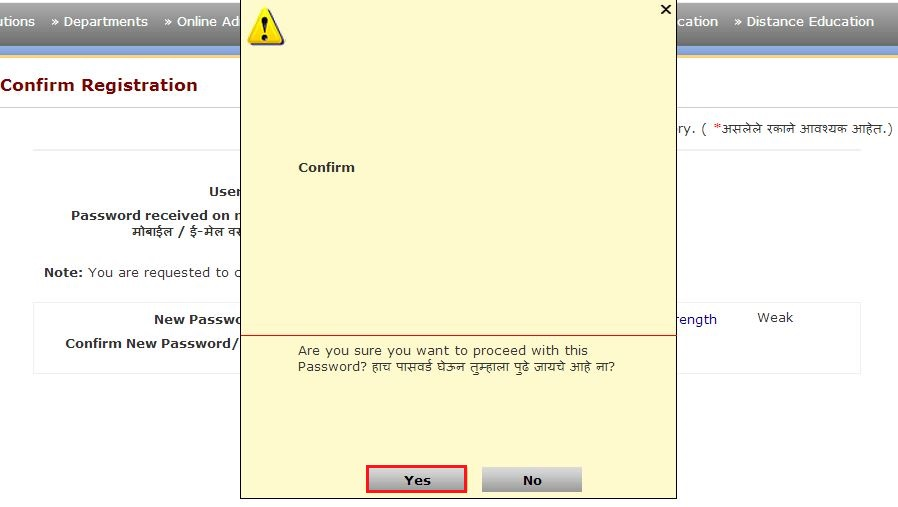 utions » Departments » Online Ad
cation » Distance Education
Confirm Registration
ry. ( *असलेले रकाने आवश्यक आहेत.)
Confirm
User
Password received on
मोबाईल / ई-मेल
Note: You are requested to
New Passwo
rength Weak
Confirm New Password/
Are you sure you want to proceed with this
Password? हाच पासवर्ड घेऊन तुम्हाला पुढे जायचे आहे ना?
Yes No